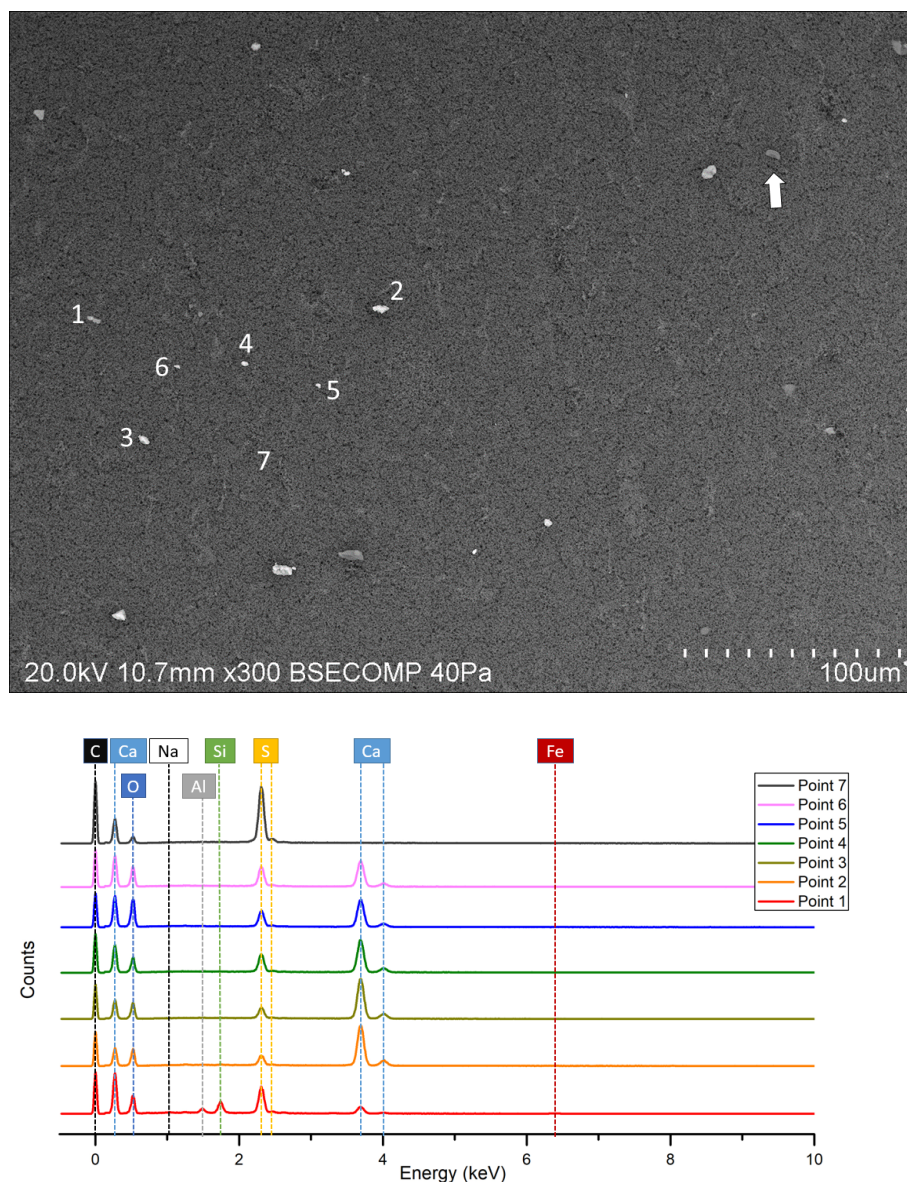 2
1
4
6
5
3
7
20.0kV 10.7mm x300 BSECOMP 40Pa
100um
C Ca Na Si S Ca Fe
O Al
Point 7
Point 6
Point 5
Point 4
Point 3
Point 2
Point 1
Counts
0 2 4 6 8 10
Energy (keV)